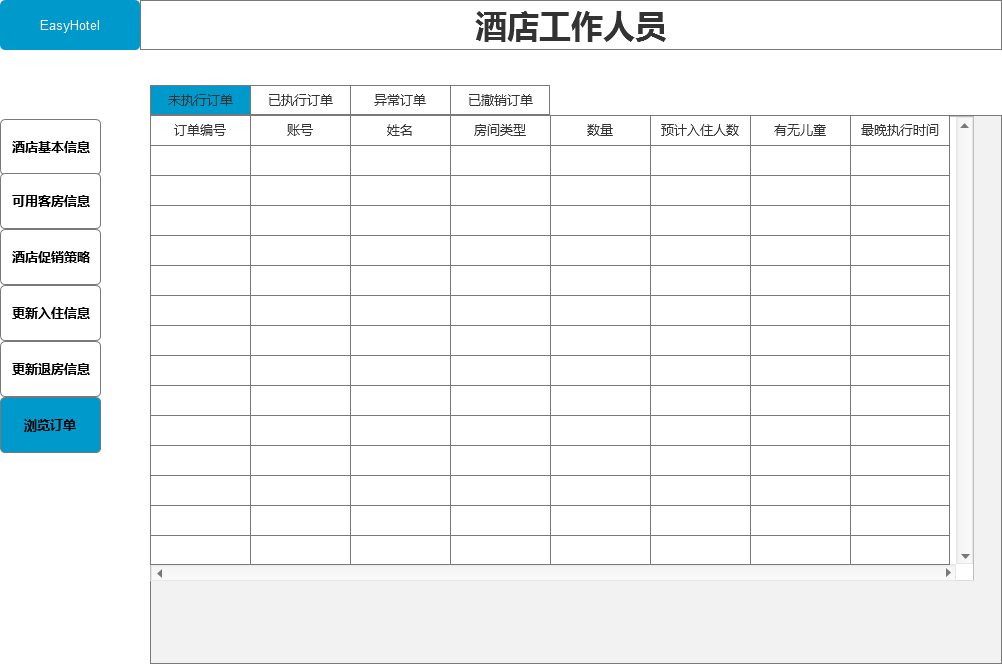 EasyHotel
酒店工作人员
未执行订单 已执行订单 异常订单 已撤销订单
订单编号 账号 姓名 房间类型 数量 预计入住人数 有无儿童 最晚执行时间
酒店基本信息
可用客房信息
酒店促销策略
更新入住信息
更新退房信息
浏览订单